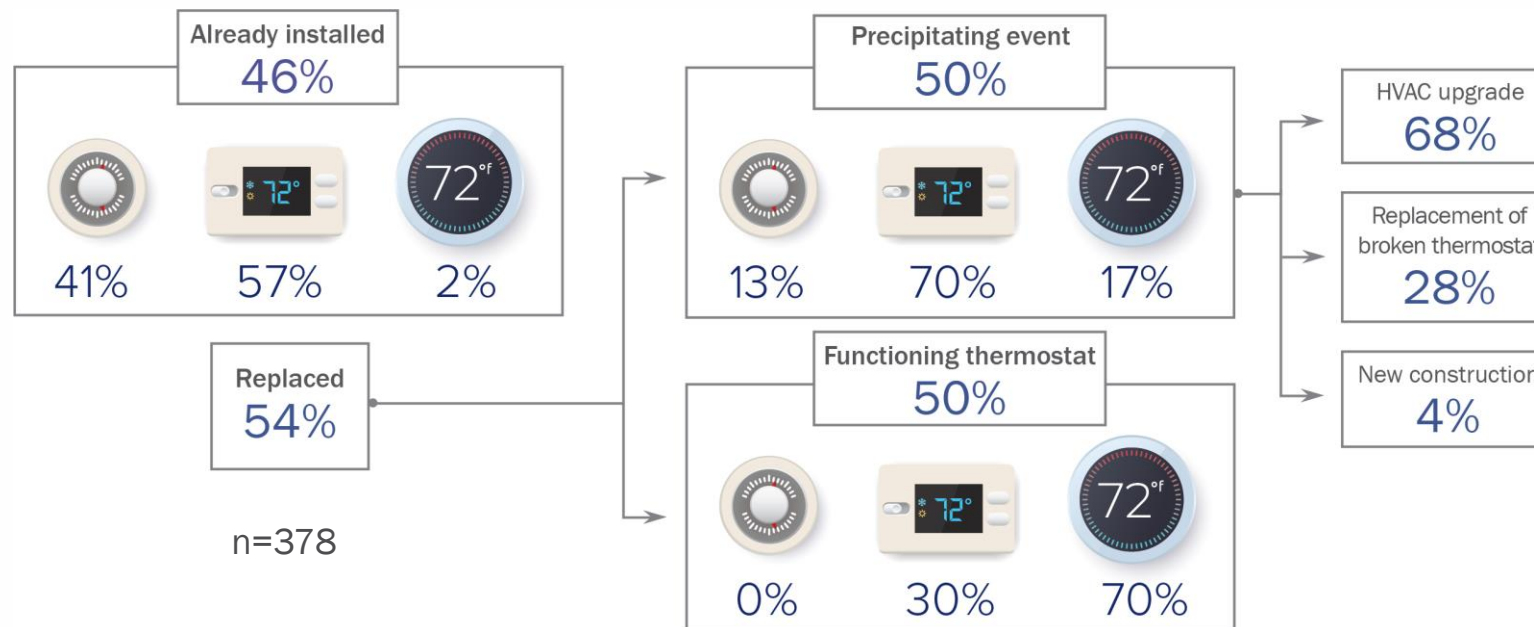 Already installed
46%
72°
72°F
41%
57%
2%
Replaced
54%
n=378
Precipitating event
50%
72°
72°F
13%
70%
17%
Functioning thermostat
50%
72°
72°F
0%
30%
70%
HVAC upgrade
68%
Replacement of
broken thermostat
28%
New construction
4%